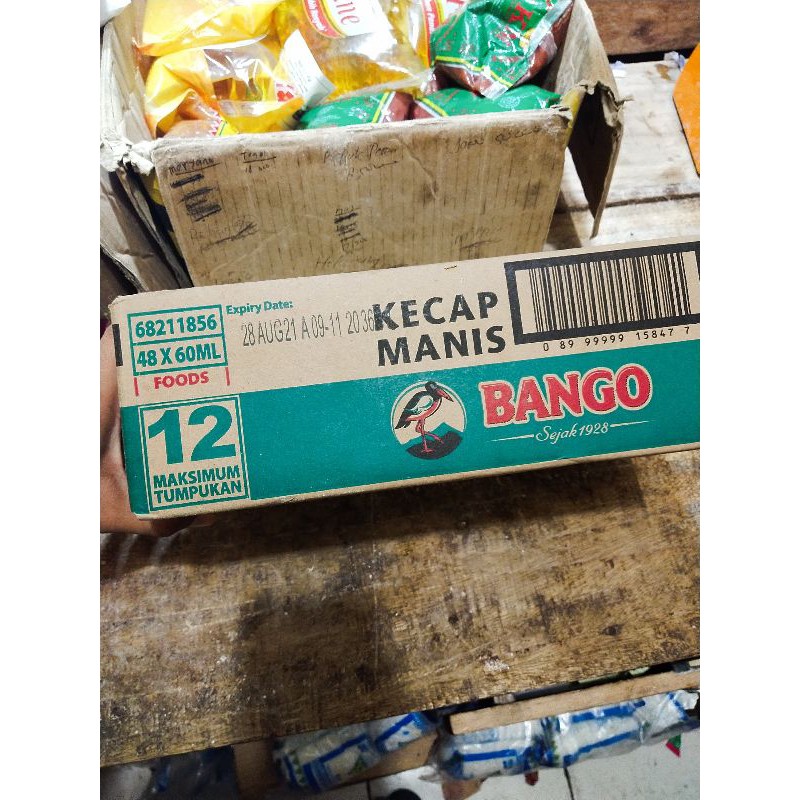 68211856
48 X 60ML
FOODS
Expiry Date:
28 AUG21 A 09-11 20 36
KECAP
MANIS
0 89 99999 15847 7
12
MAKSIMUM
TUMPUKAN
BANGO
Sejak 1928